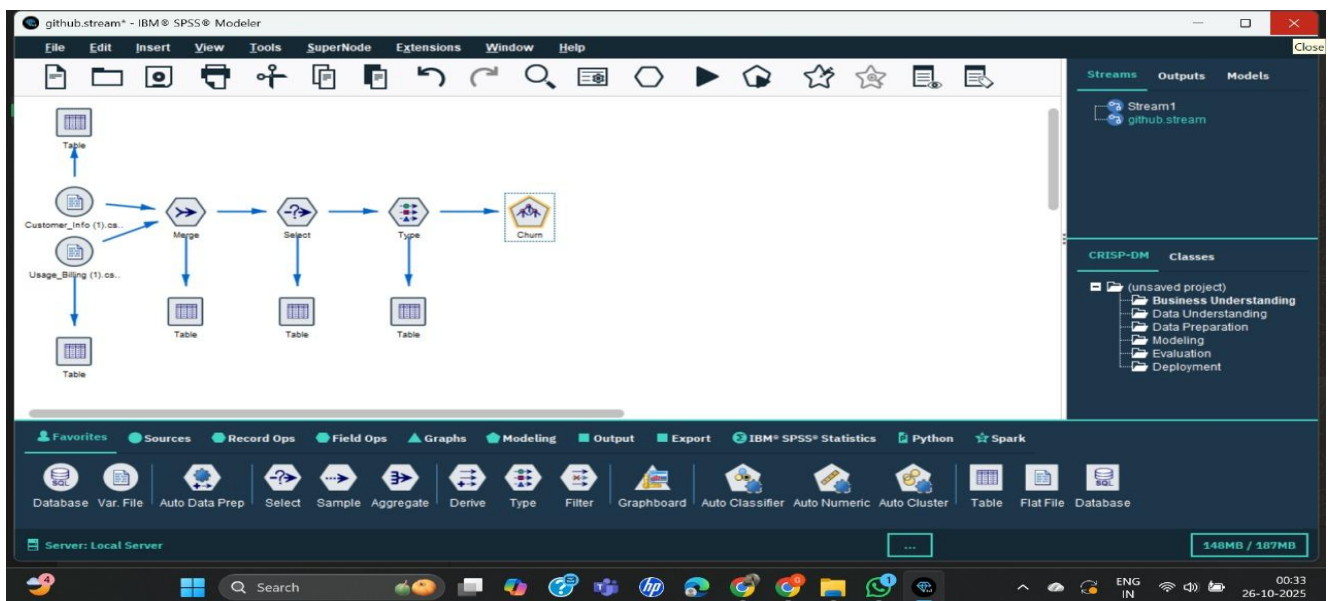 github.stream* - IBM® SPSS® Modeler
File Edit Insert View Tools SuperNode Extensions Window Help
Close
Streams Outputs Models
Stream1
github.stream
Table
Customer_Info (1).cs..
Usage_Billing (1).cs..
Merge
Select
Type
Churn
Table
Table
Table
Table
CRISP-DM Classes
(unsaved project)
Business Understanding
Data Understanding
Data Preparation
Modeling
Evaluation
Deployment
Favorites Sources Record Ops Field Ops Graphs Modeling Output Export IBM® SPSS® Statistics Python Spark
SQL
SQL
Database Var. File Auto Data Prep Select Sample Aggregate Derive Type Filter Graphboard Auto Classifier Auto Numeric Auto Cluster Table Flat File Database
Server: Local Server
...
148MB / 187MB
4
Search
hp
1
ENG
IN
00:33
26-10-2025